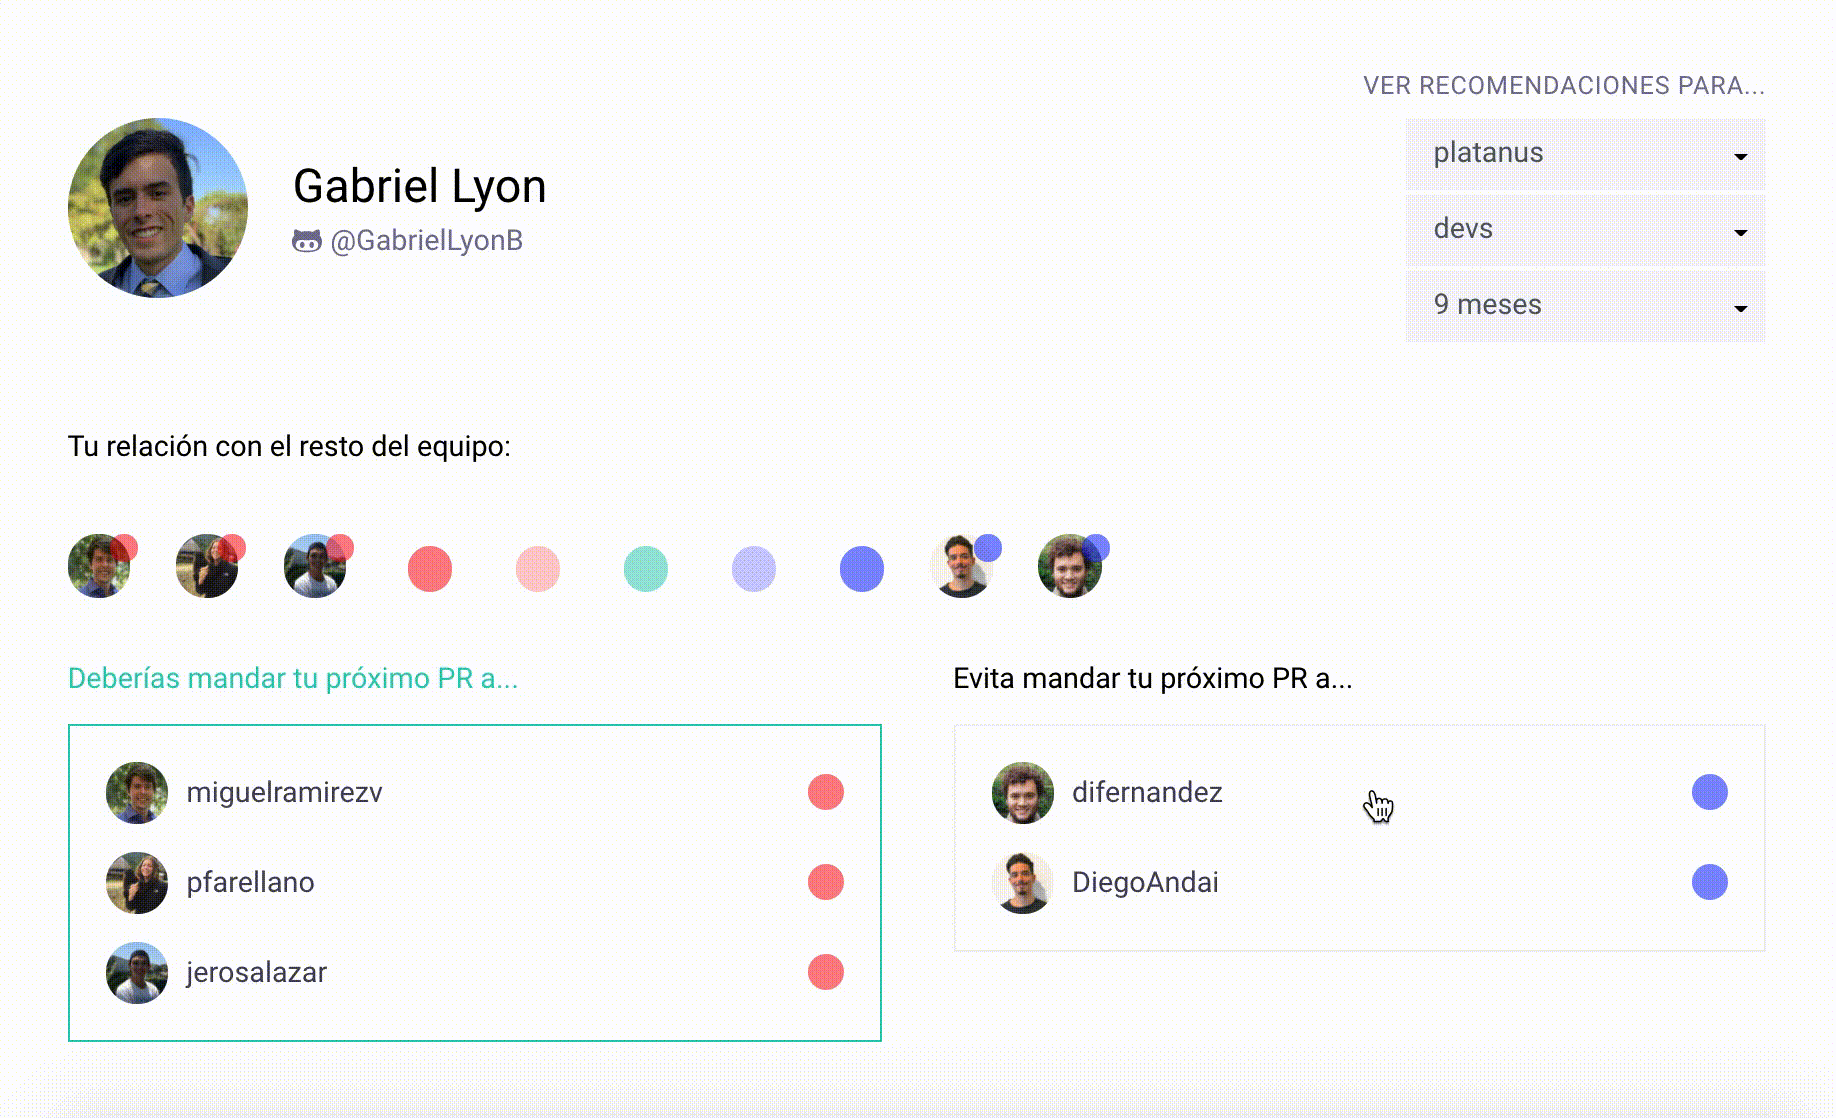 VER RECOMENDACIONES PARA...
platanus
devs
9 meses
Gabriel Lyon
@GabrielLyonB
Tu relación con el resto del equipo:
Deberías mandar tu próximo PR a...
miguelramirezv
pfarellano
jerosalazar
Evita mandar tu próximo PR a...
difernandez
DiegoAndai